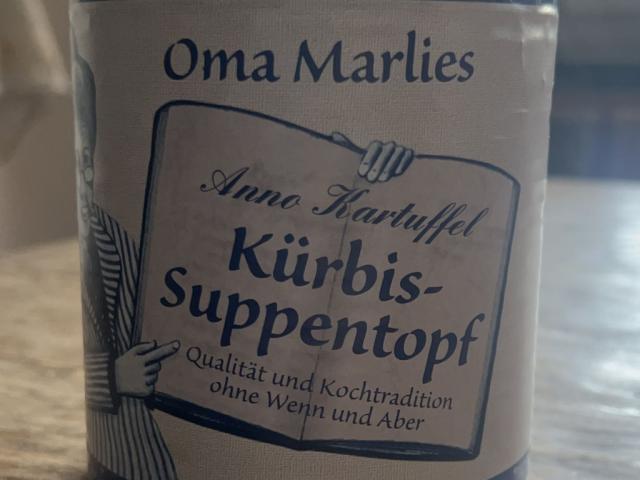 Oma Marlies
Anno Kartuffel
Kürbis-
Suppentopf
Qualität und Kochtradition
ohne Wenn und Aber